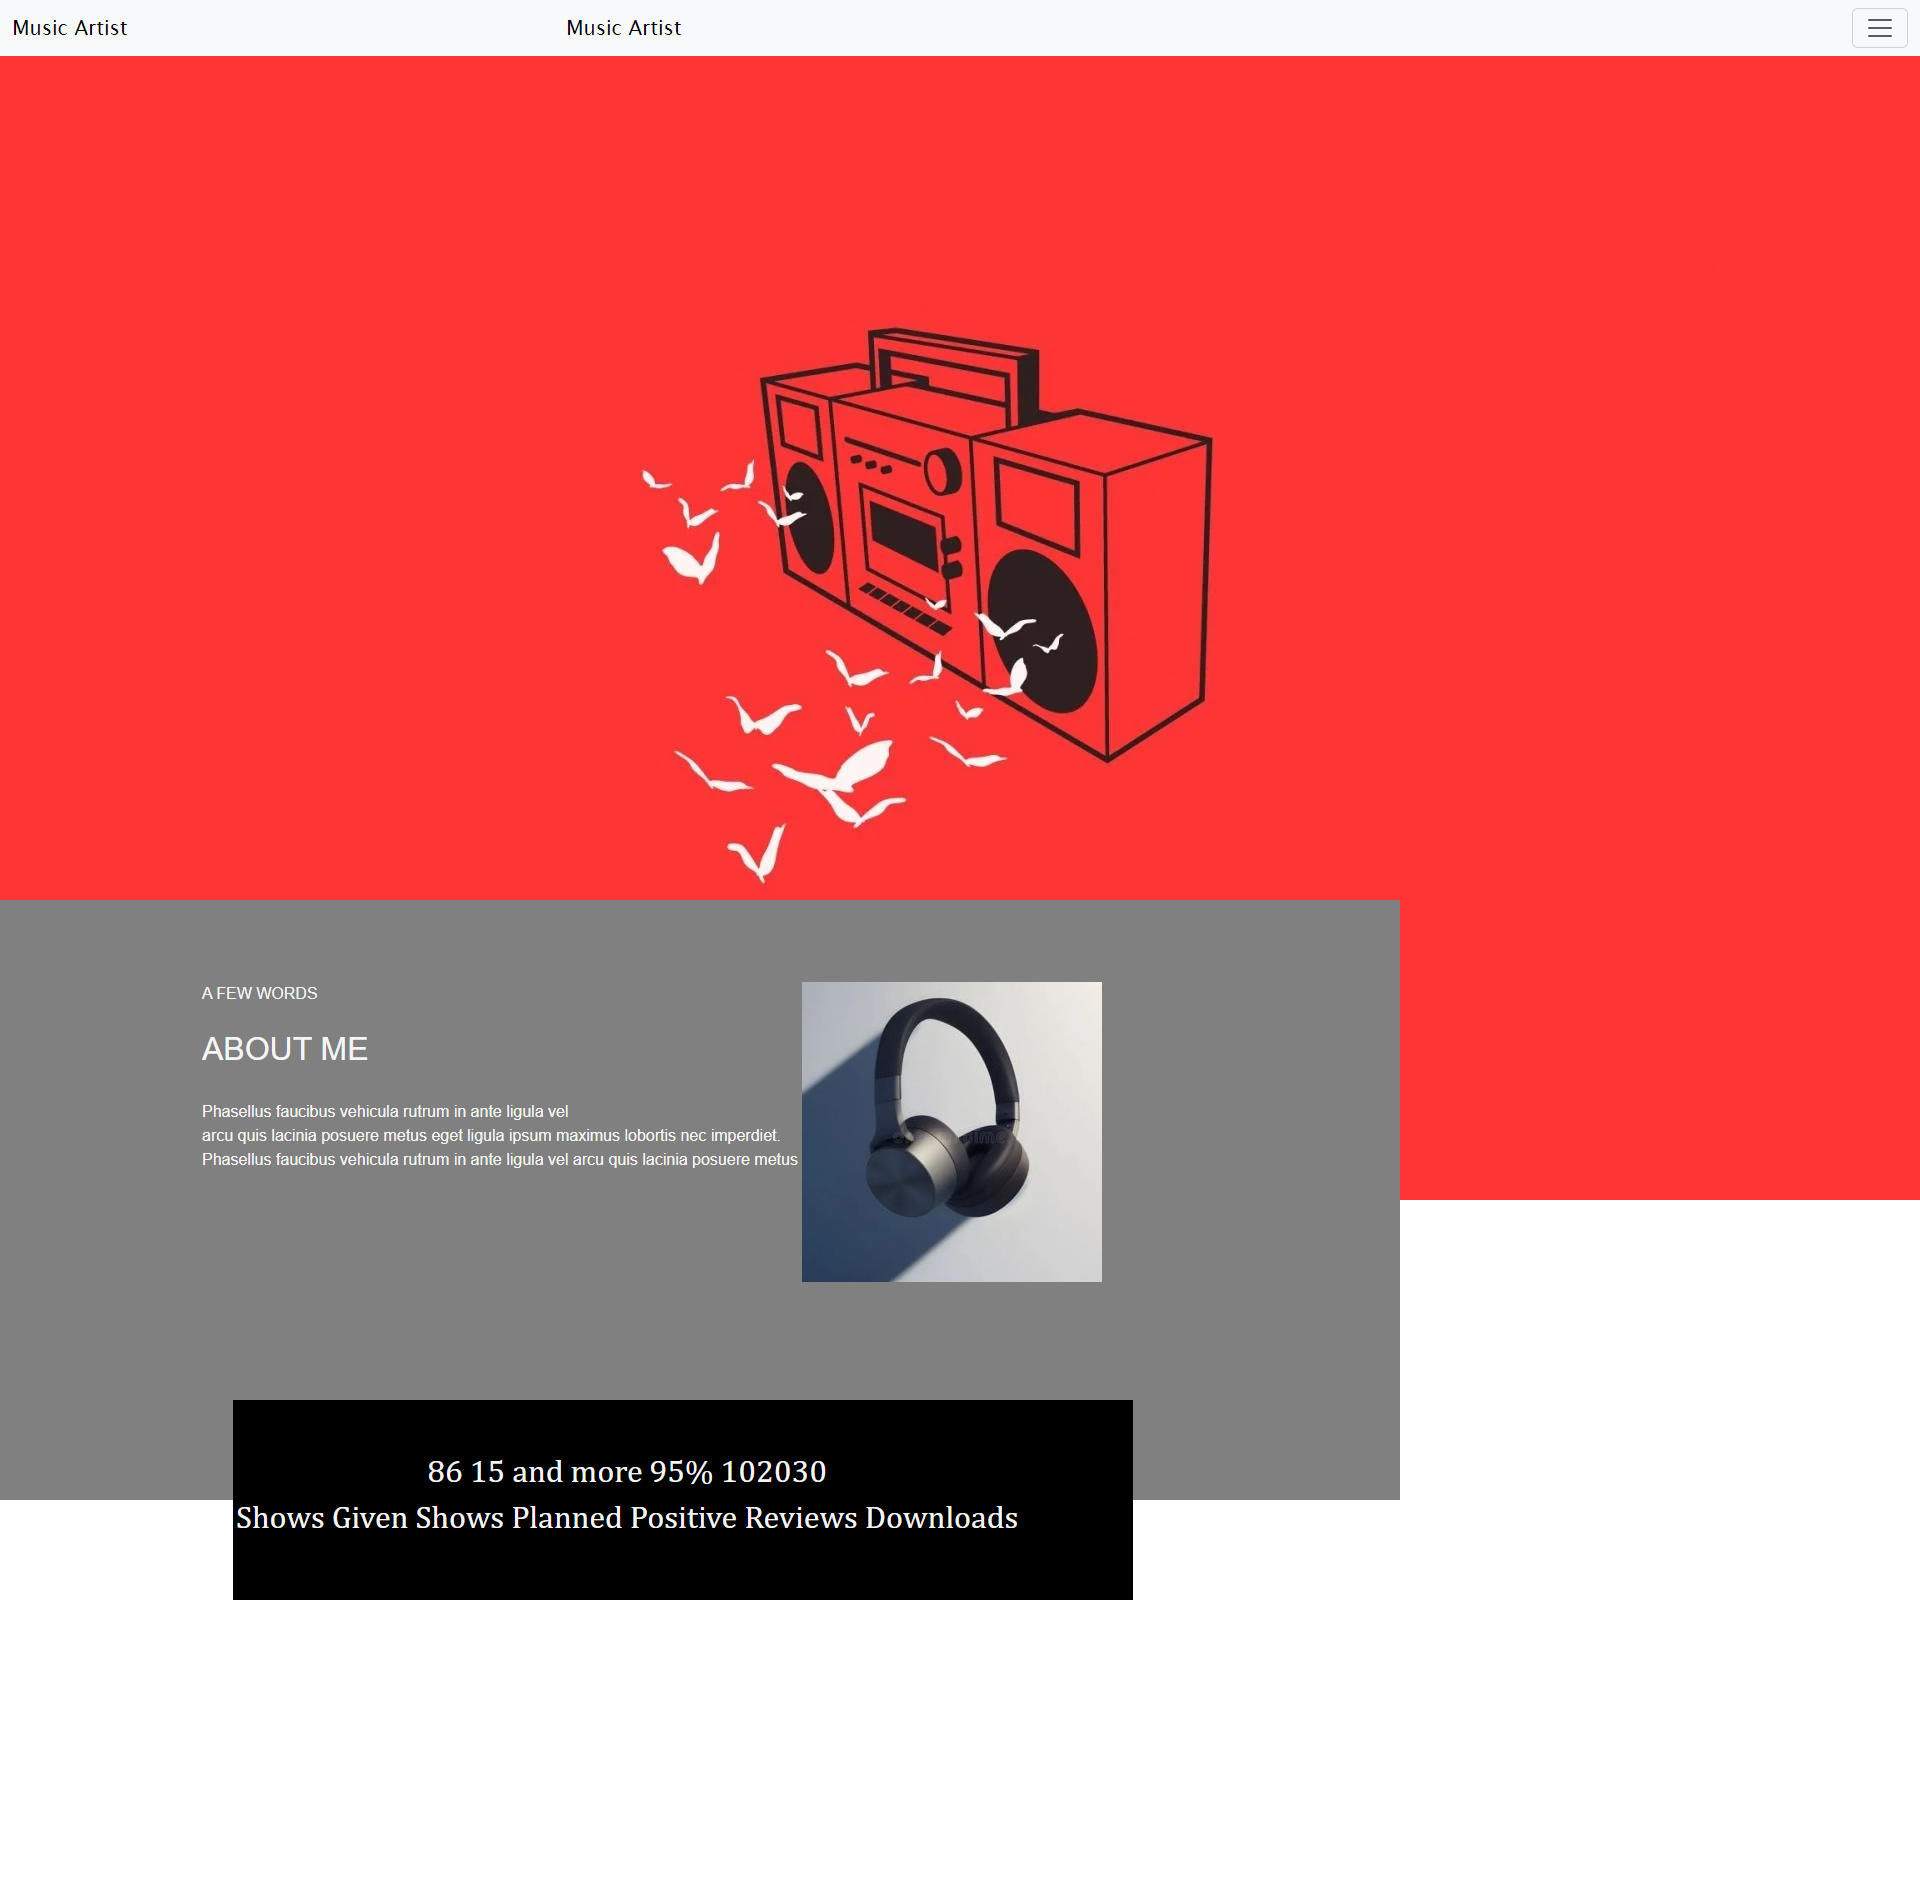 Music Artist Music Artist
A FEW WORDS
ABOUT ME
Phasellus faucibus vehicula rutrum in ante ligula vel
arcu quis lacinia posuere metus eget ligula ipsum maximus lobortis nec imperdiet.
Phasellus faucibus vehicula rutrum in ante ligula vel arcu quis lacinia posuere metus
86 15 and more 95% 102030
Shows Given Shows Planned Positive Reviews Downloads